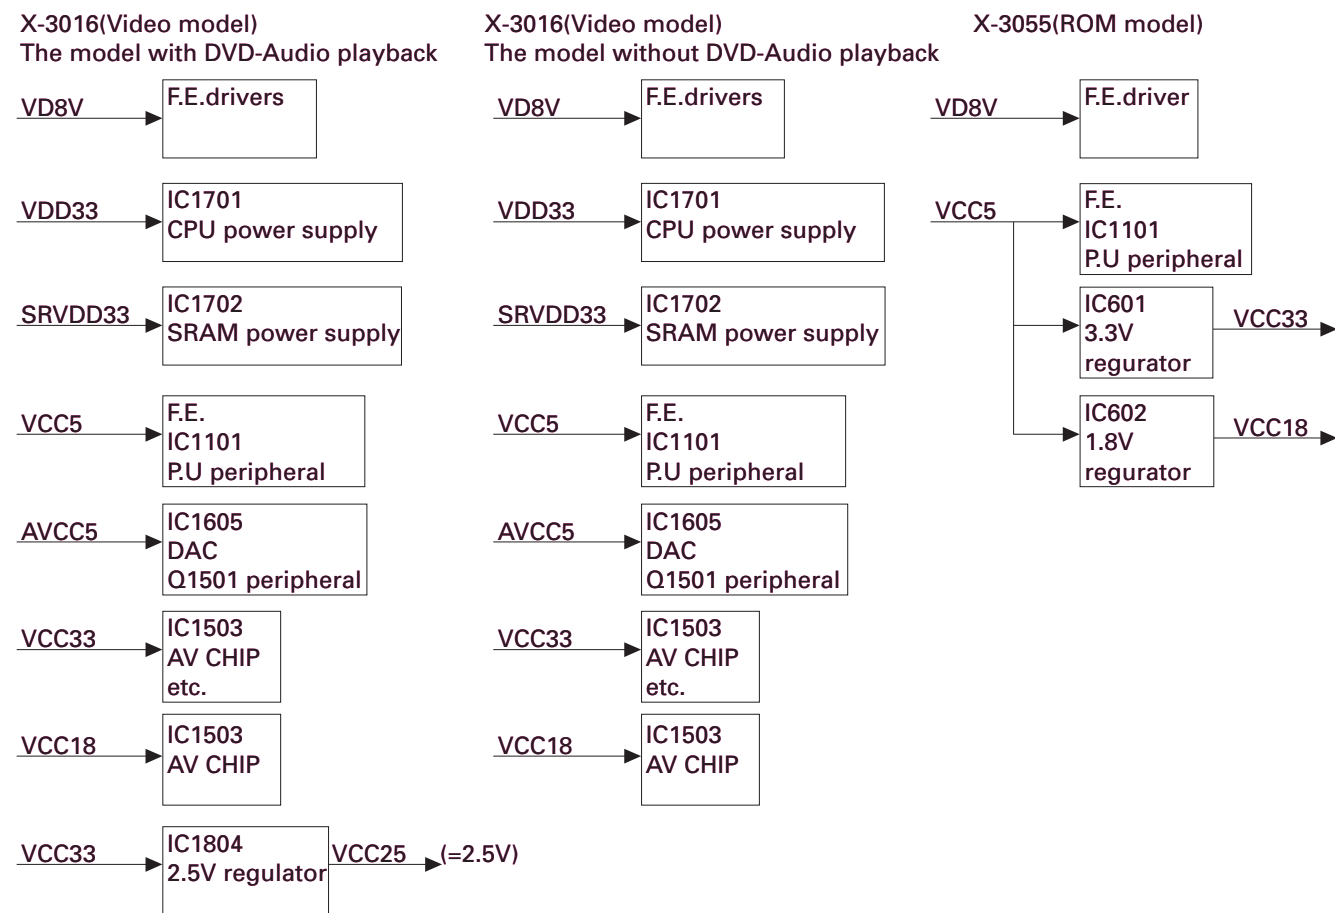 X-3016(Video model)
The model with DVD-Audio playback
VD8V
F.E.drivers
VDD33
IC1701
CPU power supply
SRVDD33
IC1702
SRAM power supply
VCC5
F.E.
IC1101
P.U peripheral
AVCC5
IC1605
DAC
Q1501 peripheral
VCC33
IC1503
AV CHIP
etc.
VCC18
IC1503
AV CHIP
VCC33
IC1804
2.5V regulator
VCC25
(=2.5V)
X-3016(Video model)
The model without DVD-Audio playback
VD8V
F.E.drivers
VDD33
IC1701
CPU power supply
SRVDD33
IC1702
SRAM power supply
VCC5
F.E.
IC1101
P.U peripheral
AVCC5
IC1605
DAC
Q1501 peripheral
VCC33
IC1503
AV CHIP
etc.
VCC18
IC1503
AV CHIP
X-3055(ROM model)
VD8V
F.E.driver
VCC5
F.E.
IC1101
P.U peripheral
IC601
3.3V
regurator
VCC33
IC602
1.8V
regurator
VCC18